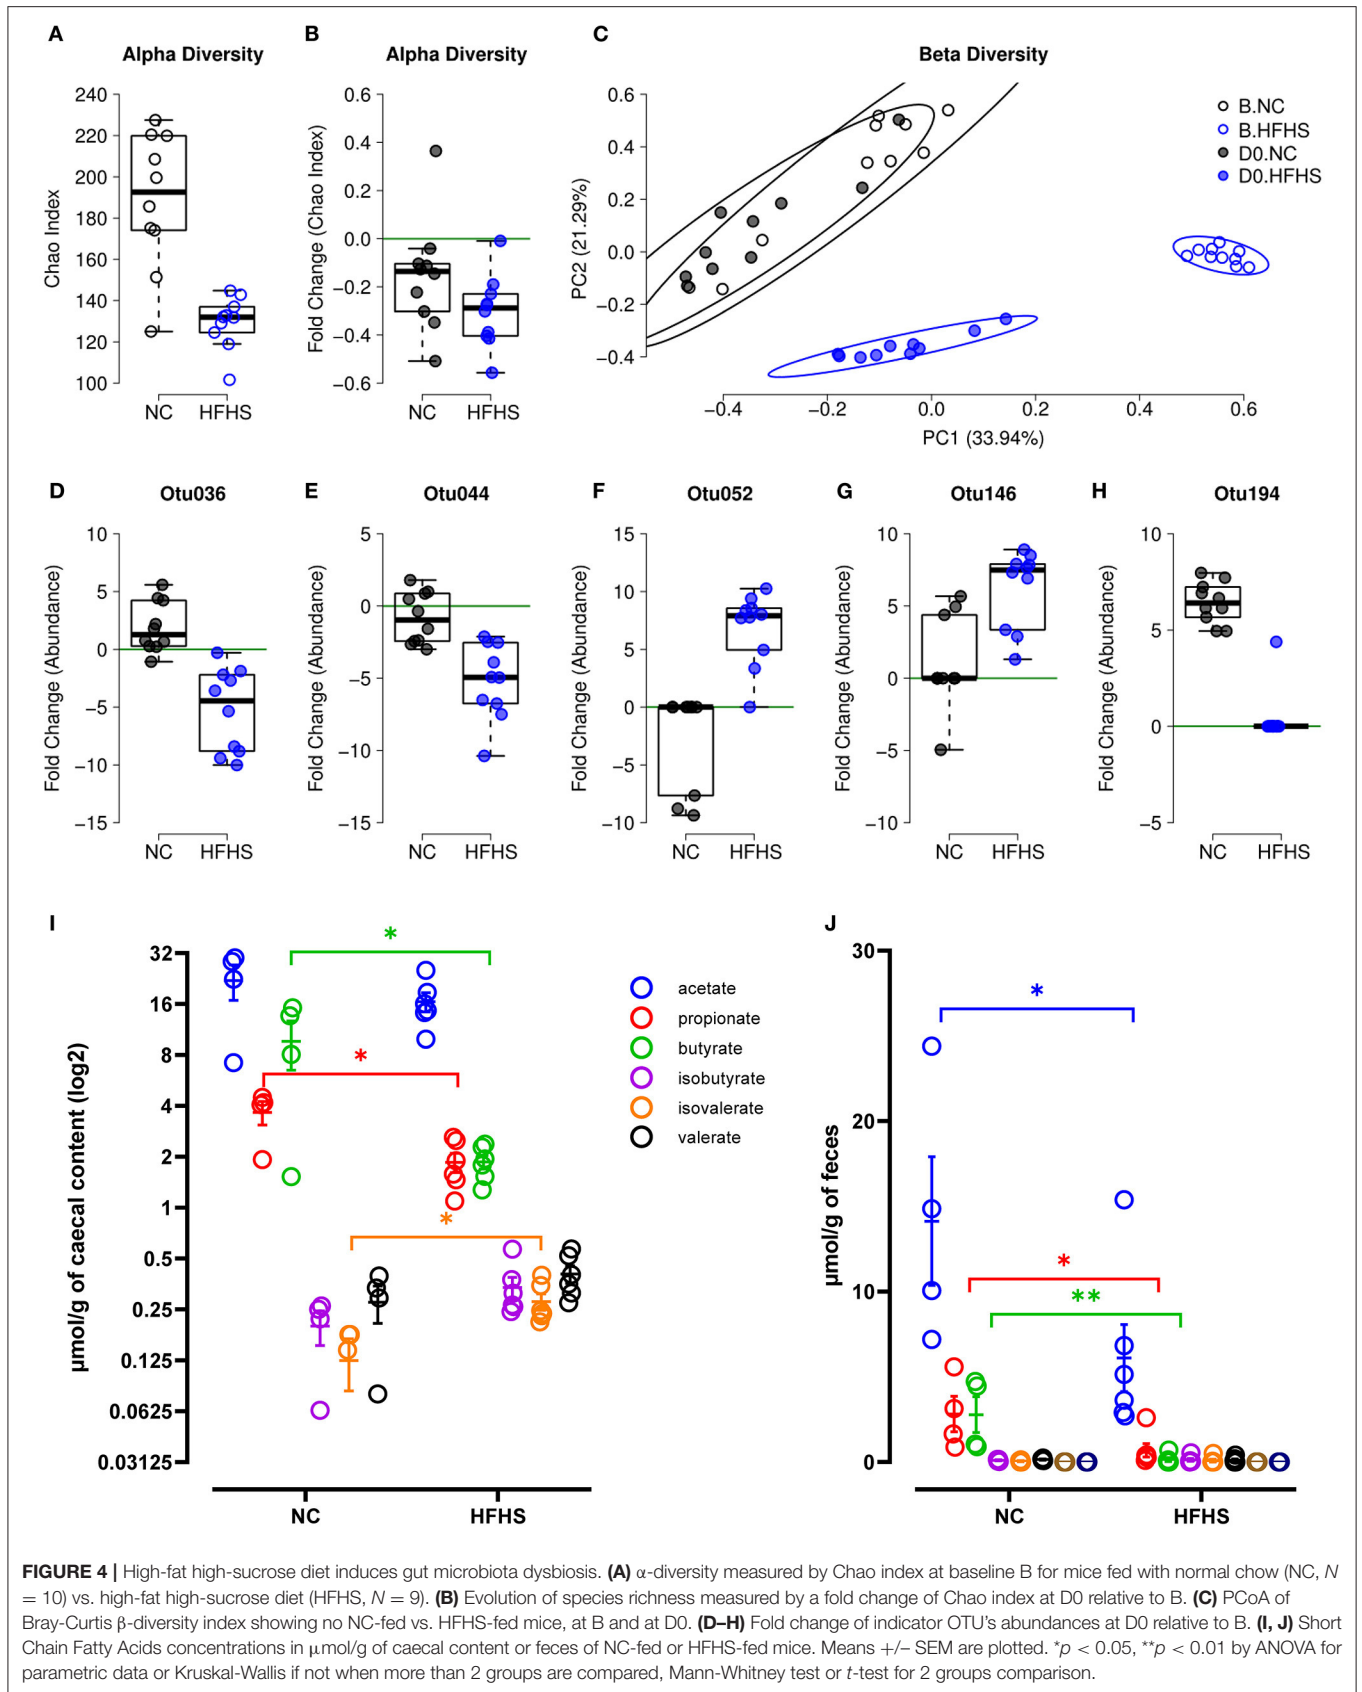 A
Alpha Diversity
Chao Index
240
220
200
180
160
140
120
100
NC
HFHS
B
Alpha Diversity
Fold Change (Chao Index)
0.6
0.4
0.2
0.0
−0.2
−0.4
−0.6
NC
HFHS
C
Beta Diversity
PC2 (21.29%)
0.6
0.4
0.2
0.0
−0.2
−0.4
−0.4
−0.2
0.0
0.2
0.4
0.6
PC1 (33.94%)
B.NC
B.HFHS
D0.NC
D0.HFHS
D
Otu036
Fold Change (Abundance)
10
5
0
−5
−10
−15
NC
HFHS
E
Otu044
Fold Change (Abundance)
5
0
−5
−10
−15
NC
HFHS
F
Otu052
Fold Change (Abundance)
15
10
5
0
−5
−10
NC
HFHS
G
Otu146
Fold Change (Abundance)
10
5
0
−5
−10
NC
HFHS
H
Otu194
Fold Change (Abundance)
10
5
0
−5
NC
HFHS
I
µmol/g of caecal content (log2)
32
16
8
4
2
1
0.5
0.25
0.125
0.0625
0.03125
*
*
*
NC
HFHS
acetate
propionate
butyrate
isobutyrate
isovalerate
valerate
J
µmol/g of feces
30
20
10
0
*
*
**
NC
HFHS
FIGURE 4 | High-fat high-sucrose diet induces gut microbiota dysbiosis. (A) α-diversity measured by Chao index at baseline B for mice fed with normal chow (NC, N
= 10) vs. high-fat high-sucrose diet (HFHS, N = 9). (B) Evolution of species richness measured by a fold change of Chao index at D0 relative to B. (C) PCoA of
Bray-Curtis β-diversity index showing no NC-fed vs. HFHS-fed mice, at B and at D0. (D–H) Fold change of indicator OTU's abundances at D0 relative to B. (I, J) Short
Chain Fatty Acids concentrations in µmol/g of caecal content or feces of NC-fed or HFHS-fed mice. Means +/− SEM are plotted. *p < 0.05, **p < 0.01 by ANOVA for
parametric data or Kruskal-Wallis if not when more than 2 groups are compared, Mann-Whitney test or t-test for 2 groups comparison.